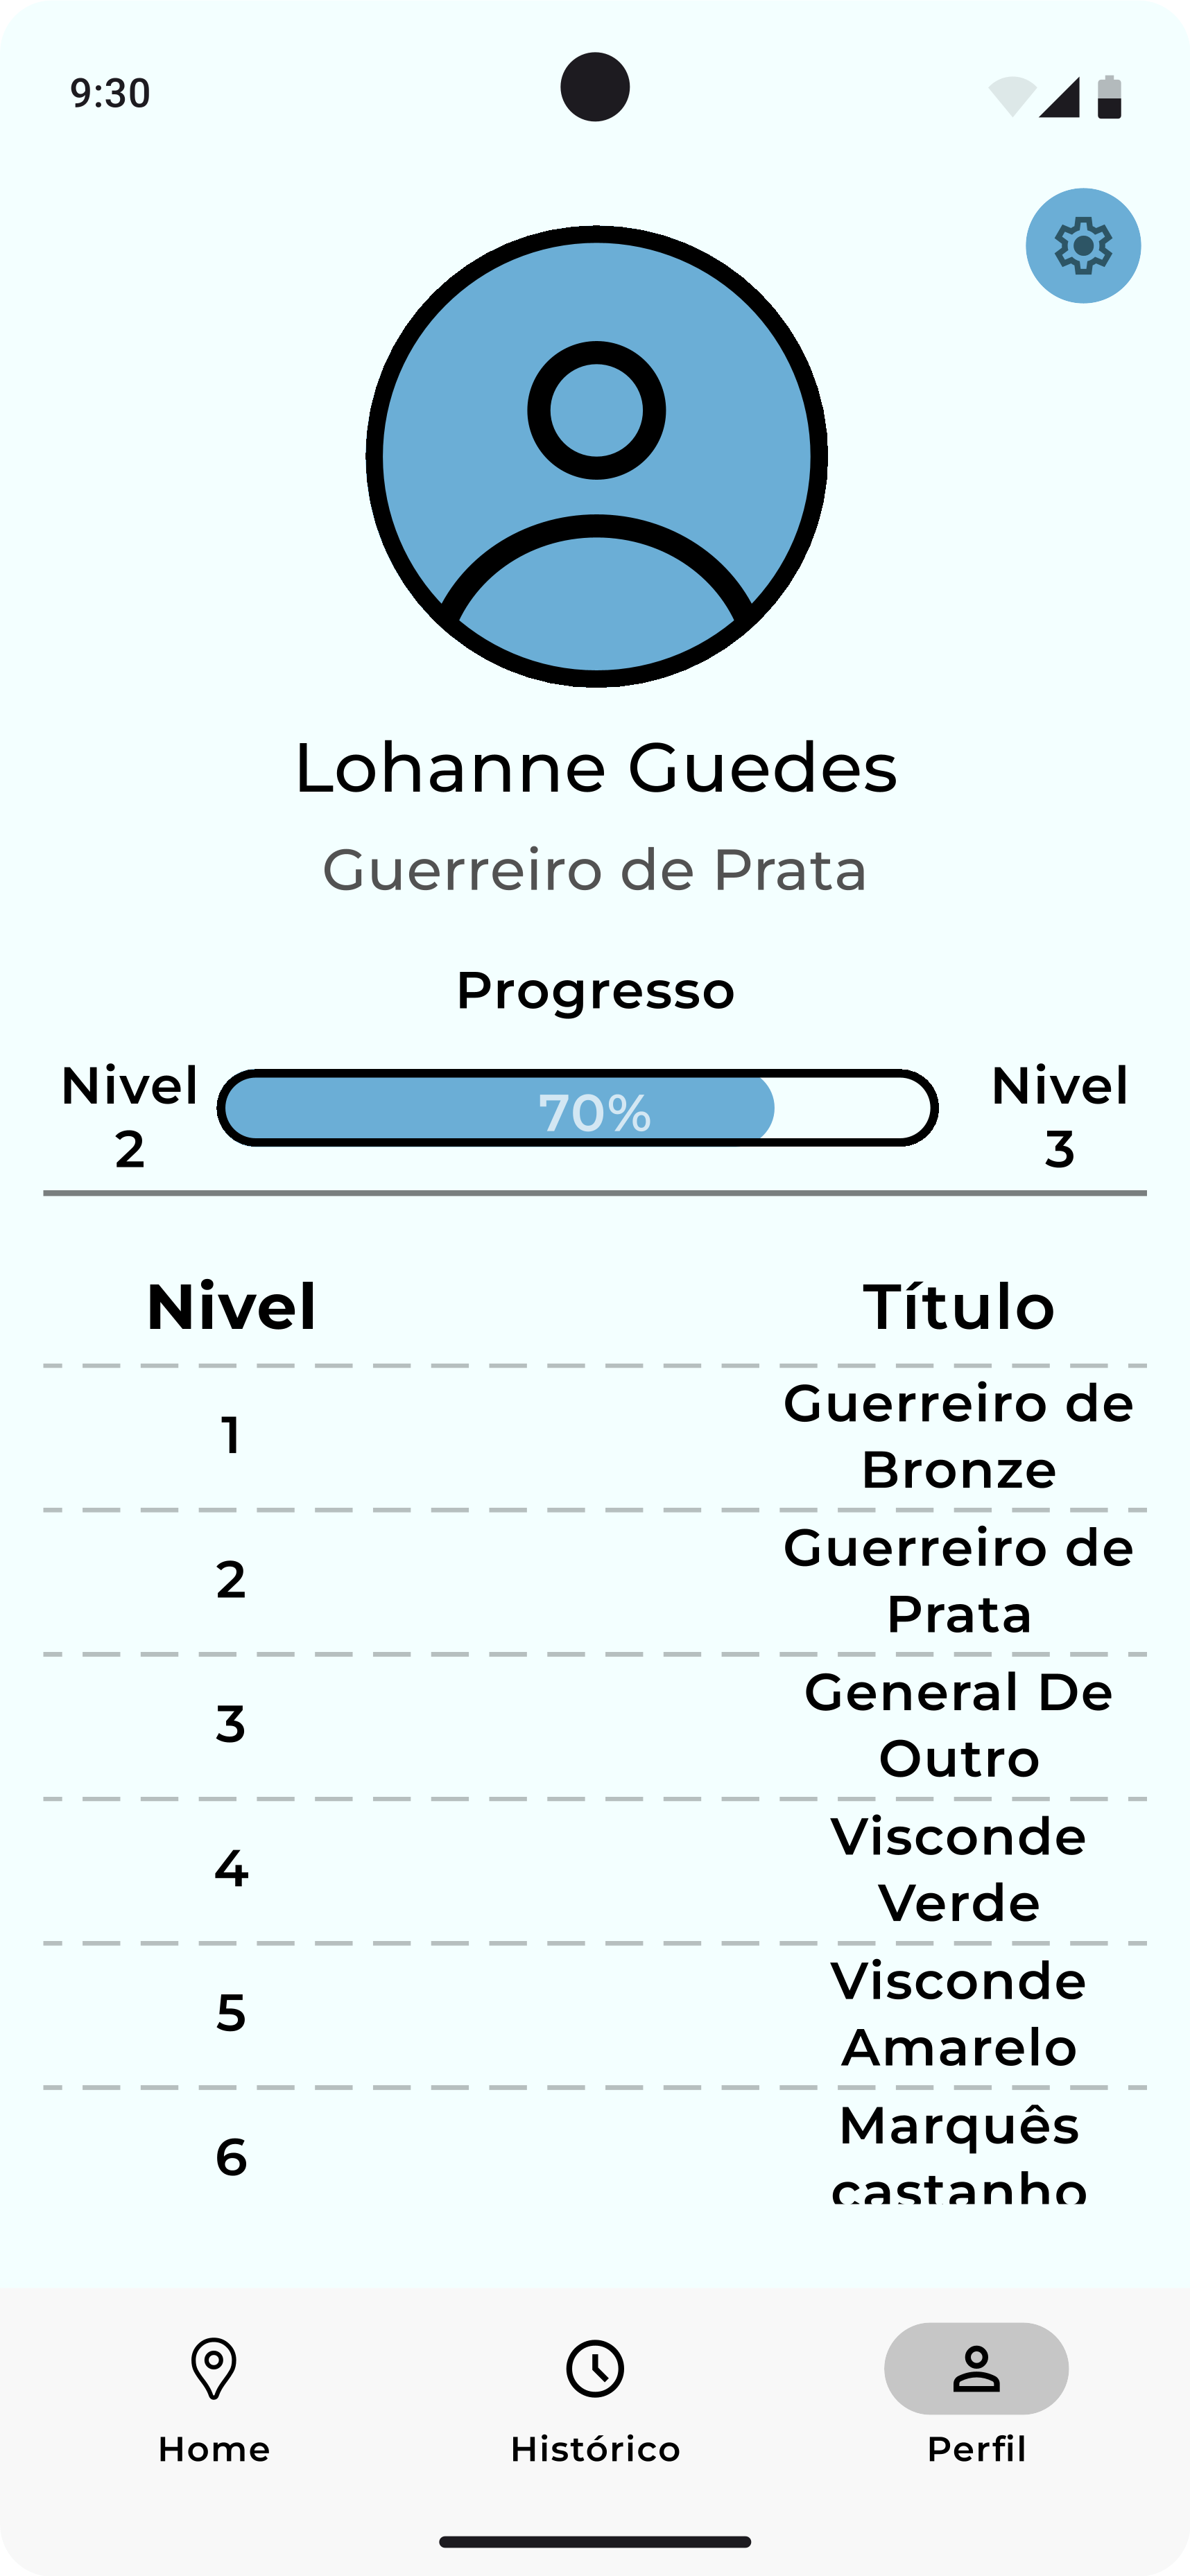 9:30
Lohanne Guedes
Guerreiro de Prata
Progresso
Nivel
2
70%
Nivel
3
Nivel
Título
1
Guerreiro de
Bronze
2
Guerreiro de
Prata
3
General De
Outro
4
Visconde
Verde
5
Visconde
Amarelo
6
Marquês
castanho
Home
Histórico
Perfil